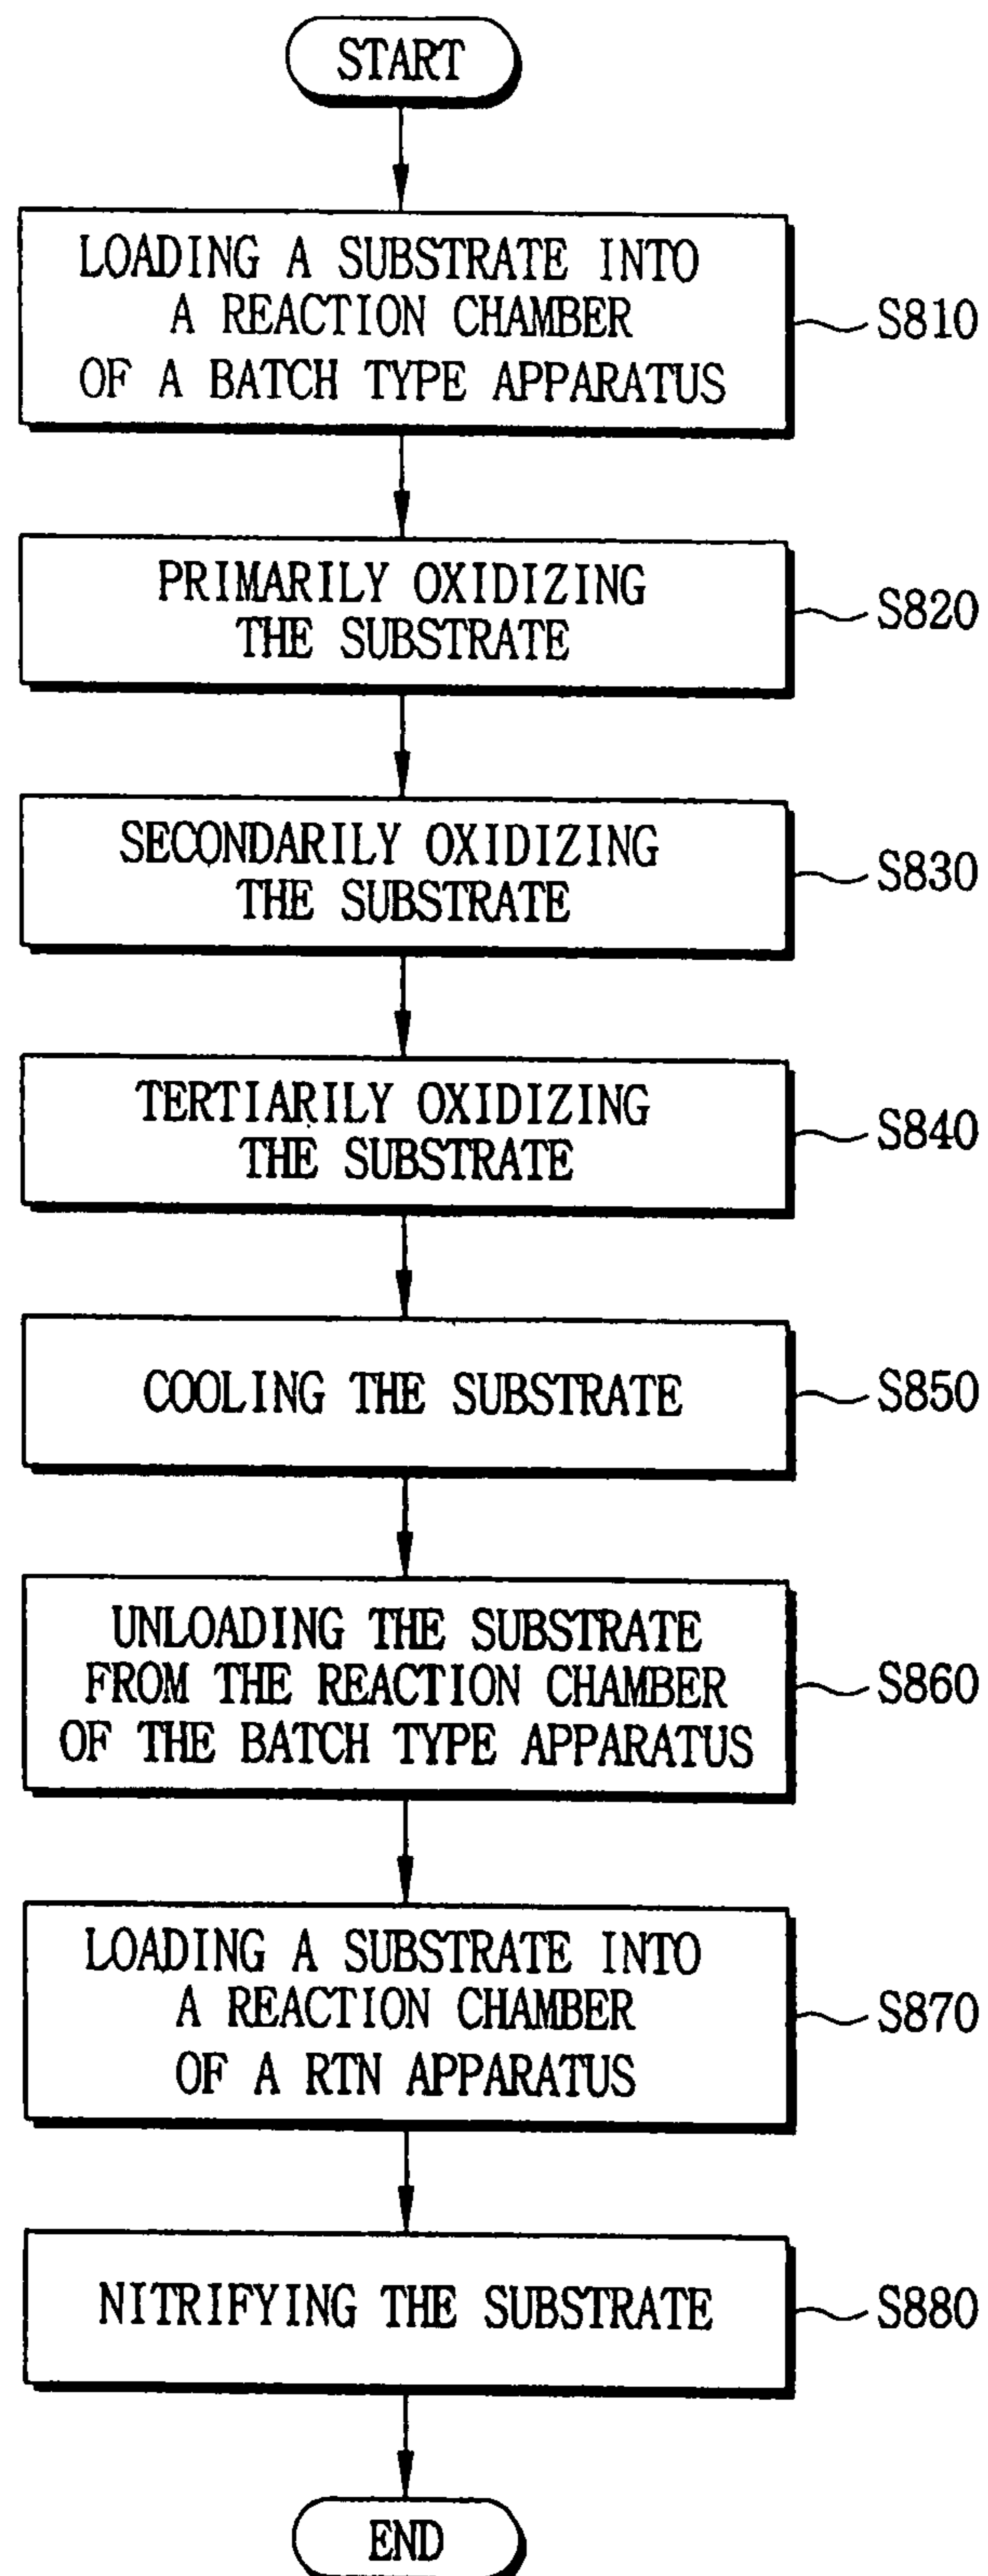 START
LOADING A SUBSTRATE INTO
A REACTION CHAMBER
OF A BATCH TYPE APPARATUS
S810
PRIMARILY OXIDIZING
THE SUBSTRATE
S820
SECONDARILY OXIDIZING
THE SUBSTRATE
S830
TERTIARILY OXIDIZING
THE SUBSTRATE
S840
COOLING THE SUBSTRATE
S850
UNLOADING THE SUBSTRATE
FROM THE REACTION CHAMBER
OF THE BATCH TYPE APPARATUS
S860
LOADING A SUBSTRATE INTO
A REACTION CHAMBER
OF A RTN APPARATUS
S870
NITRIFYING THE SUBSTRATE
S880
END